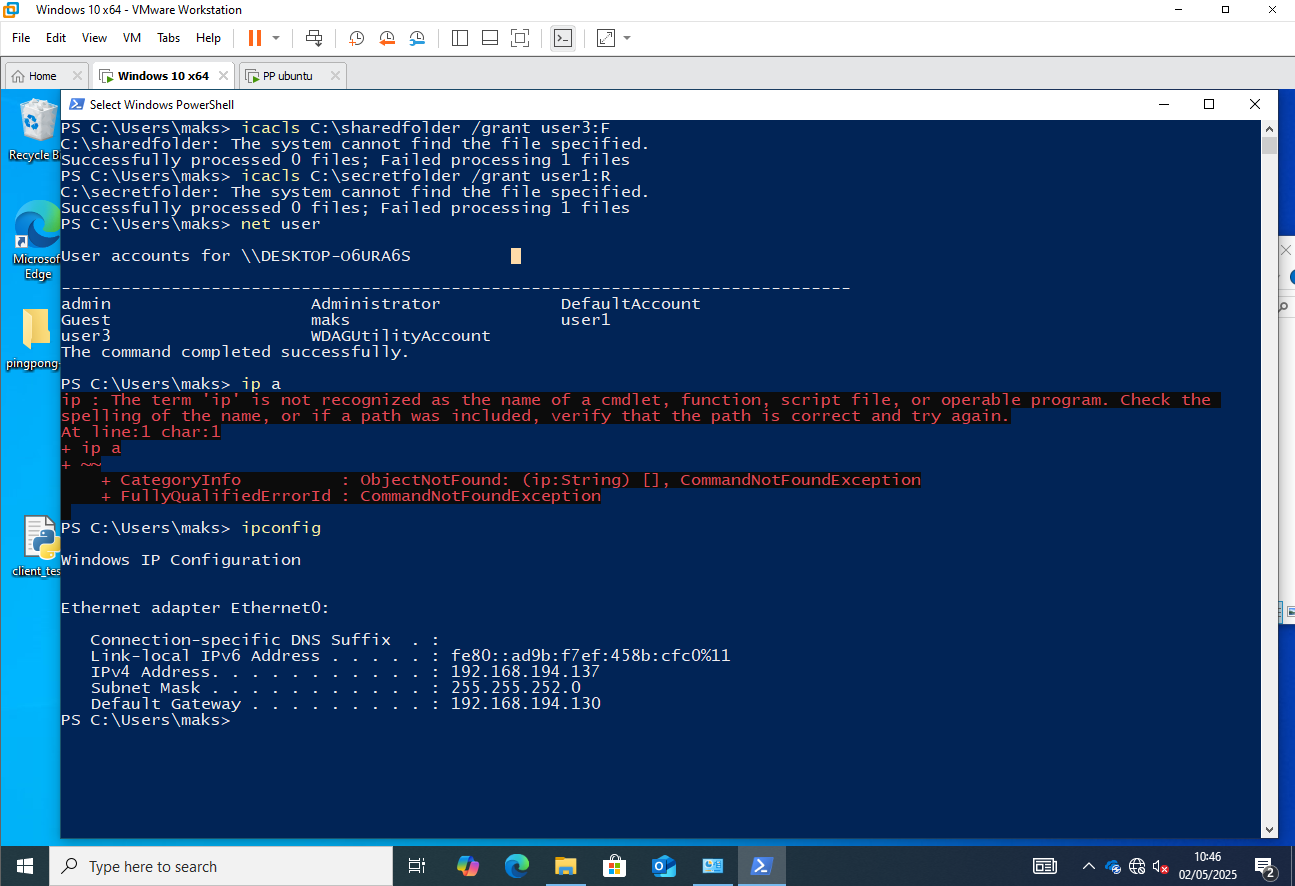 Windows 10 x64 - VMware Workstation
File Edit View VM Tabs Help
Home Windows 10 x64 PP ubuntu
Select Windows PowerShell
PS C:\Users\maks> icacls C:\sharedfolder /grant user3:F
C:\sharedfolder: The system cannot find the file specified.
Successfully processed 0 files; Failed processing 1 files
PS C:\Users\maks> icacls C:\secretfolder /grant user1:R
C:\secretfolder: The system cannot find the file specified.
Successfully processed 0 files; Failed processing 1 files
PS C:\Users\maks> net user
User accounts for \\DESKTOP-O6URA6S
-------------------------------------------------------------------------------
admin Administrator DefaultAccount
Guest maks user1
user3 WDAGUtilityAccount
The command completed successfully.
PS C:\Users\maks> ip a
ip : The term 'ip' is not recognized as the name of a cmdlet, function, script file, or operable program. Check the
spelling of the name, or if a path was included, verify that the path is correct and try again.
At line:1 char:1
+ ip a
+ ~~
+ CategoryInfo : ObjectNotFound: (ip:String) [], CommandNotFoundException
+ FullyQualifiedErrorId : CommandNotFoundException
PS C:\Users\maks> ipconfig
Windows IP Configuration
Ethernet adapter Ethernet0:
Connection-specific DNS Suffix . :
Link-local IPv6 Address . . . . . : fe80::ad9b:f7ef:458b:cfc0%11
IPv4 Address. . . . . . . . . . . : 192.168.194.137
Subnet Mask . . . . . . . . . . . : 255.255.252.0
Default Gateway . . . . . . . . . : 192.168.194.130
PS C:\Users\maks>
Recycle B
Microsof
Edge
pingpong-
client_tes
Type here to search
10:46
02/05/2025
2